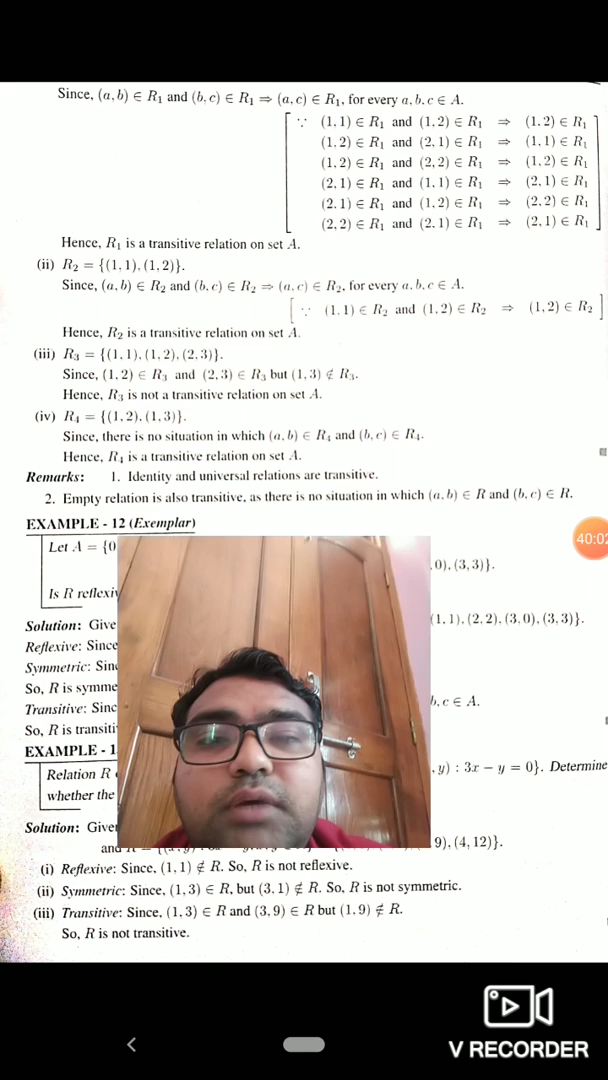 Since, (a, b) ∈ R₁ and (b, c) ∈ R₁ ⇒ (a, c) ∈ R₁, for every a, b, c ∈ A.
∵ (1, 1) ∈ R₁ and (1, 2) ∈ R₁ ⇒ (1, 2) ∈ R₁
(1, 2) ∈ R₁ and (2, 1) ∈ R₁ ⇒ (1, 1) ∈ R₁
(1, 2) ∈ R₁ and (2, 2) ∈ R₁ ⇒ (1, 2) ∈ R₁
(2, 1) ∈ R₁ and (1, 1) ∈ R₁ ⇒ (2, 1) ∈ R₁
(2, 1) ∈ R₁ and (1, 2) ∈ R₁ ⇒ (2, 2) ∈ R₁
(2, 2) ∈ R₁ and (2, 1) ∈ R₁ ⇒ (2, 1) ∈ R₁
Hence, R₁ is a transitive relation on set A.
(ii) R₂ = {(1, 1), (1, 2)}.
Since, (a, b) ∈ R₂ and (b, c) ∈ R₂ ⇒ (a, c) ∈ R₂, for every a, b, c ∈ A.
[∵ (1, 1) ∈ R₂ and (1, 2) ∈ R₂ ⇒ (1, 2) ∈ R₂]
Hence, R₂ is a transitive relation on set A.
(iii) R₃ = {(1, 1), (1, 2), (2, 3)}.
Since, (1, 2) ∈ R₃ and (2, 3) ∈ R₃ but (1, 3) ∉ R₃.
Hence, R₃ is not a transitive relation on set A.
(iv) R₄ = {(1, 2), (1, 3)}.
Since, there is no situation in which (a, b) ∈ R₄ and (b, c) ∈ R₄.
Hence, R₄ is a transitive relation on set A.
Remarks: 1. Identity and universal relations are transitive.
2. Empty relation is also transitive, as there is no situation in which (a, b) ∈ R and (b, c) ∈ R.
EXAMPLE - 12 (Exemplar)
40:02
Let A = {0 , 0), (3, 3)}.
Is R
Solution: (1, 1), (2, 2), (3, 0), (3, 3)}.
Reflexive: Since
Symmetric:
So, R is
Transitive: b, c ∈ A.
So, R is
EXAMPLE - 1
Relation R , y) : 3x − y = 0}. Determine
whether the
Solution:
and 9), (4, 12)}.
(i) Reflexive: Since, (1, 1) ∉ R. So, R is not reflexive.
(ii) Symmetric: Since, (1, 3) ∈ R, but (3, 1) ∉ R. So, R is not symmetric.
(iii) Transitive: Since, (1, 3) ∈ R and (3, 9) ∈ R but (1, 9) ∉ R.
So, R is not transitive.
V RECORDER